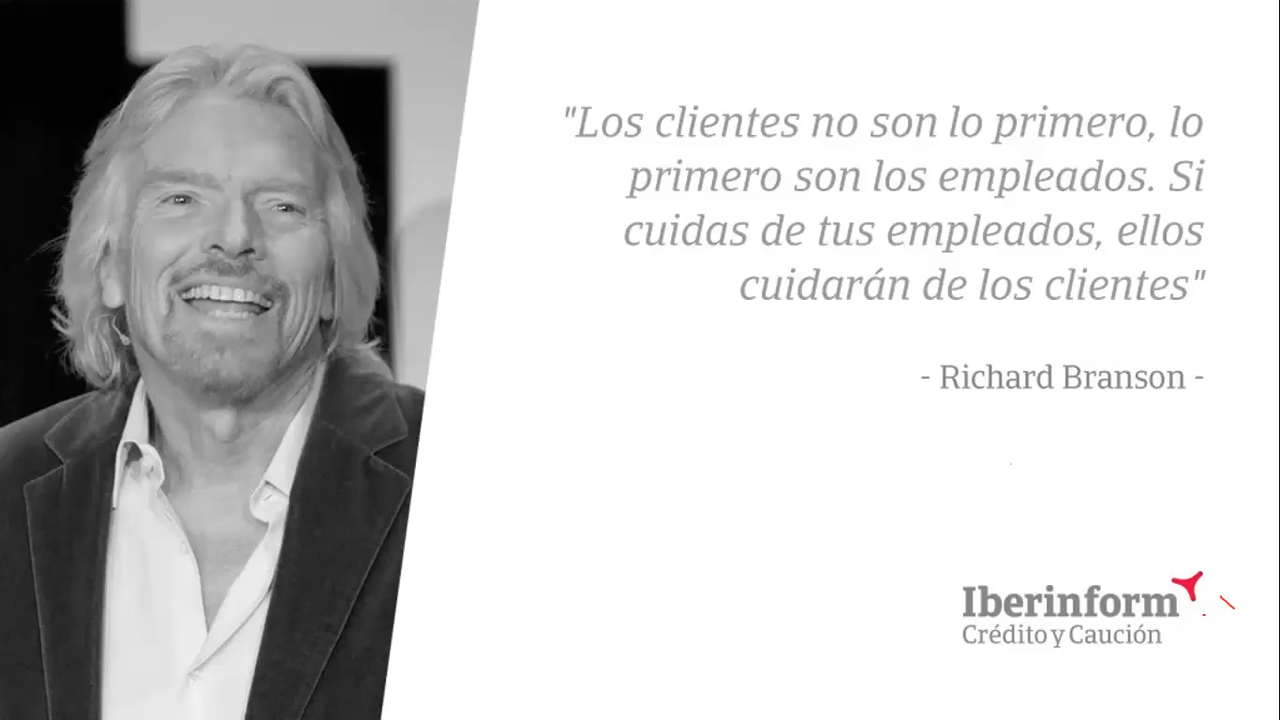 "Los clientes no son lo primero, lo
primero son los empleados. Si
cuidas de tus empleados, ellos
cuidarán de los clientes"
- Richard Branson -
Iberinform
Crédito y Caución